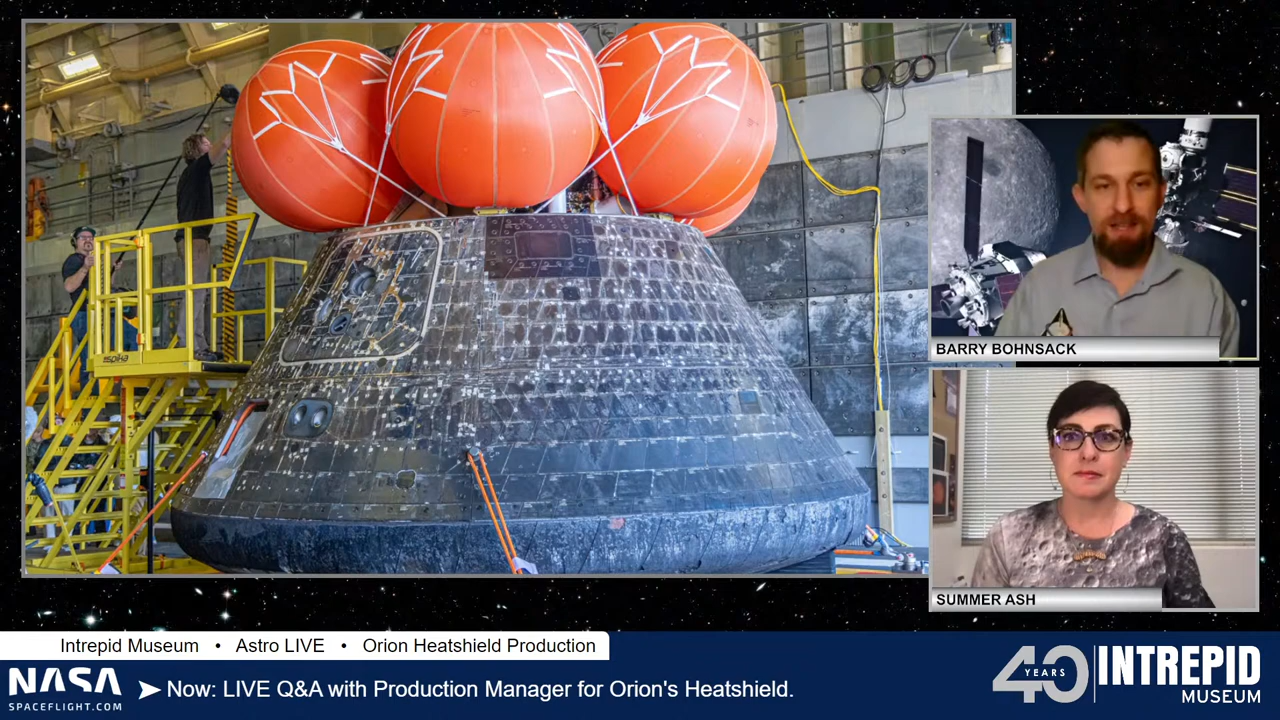 spika
BARRY BOHNSACK
SUMMER ASH
Intrepid Museum • Astro LIVE • Orion Heatshield Production
NASA
SPACEFLIGHT.COM
➤ Now: LIVE Q&A with Production Manager for Orion's Heatshield.
40
YEARS
INTREPID
MUSEUM